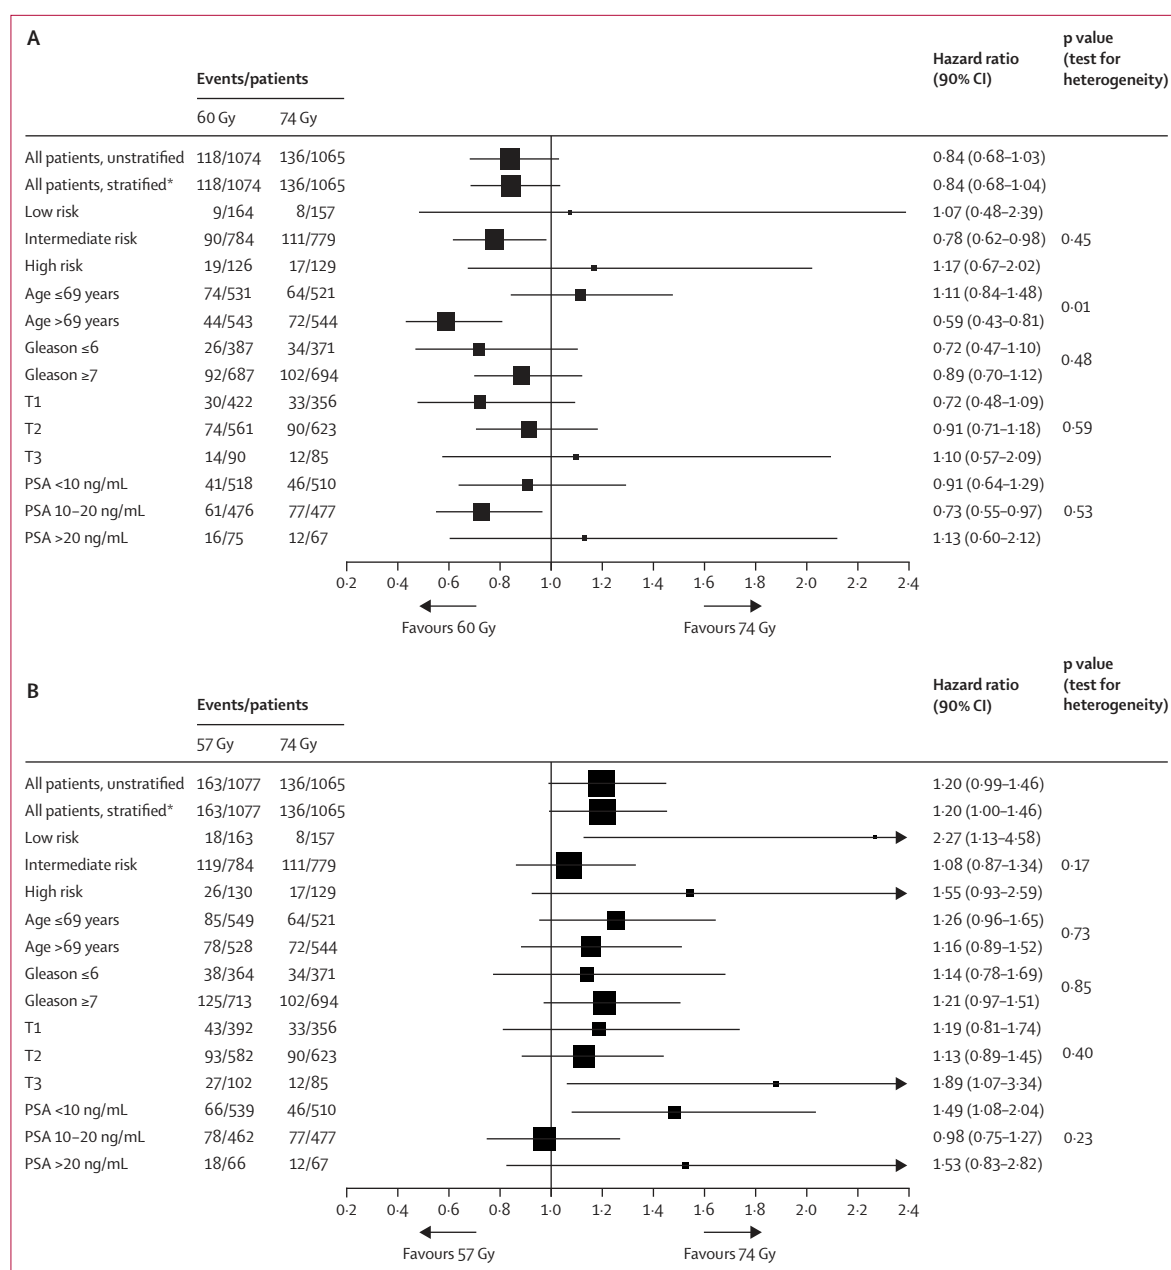 A
Events/patients
Hazard ratio
(90% CI)
p value
(test for
heterogeneity)
60 Gy 74 Gy
All patients, unstratified 118/1074 136/1065 0·84 (0·68–1·03)
All patients, stratified* 118/1074 136/1065 0·84 (0·68–1·04)
Low risk 9/164 8/157 1·07 (0·48–2·39)
Intermediate risk 90/784 111/779 0·78 (0·62–0·98) 0·45
High risk 19/126 17/129 1·17 (0·67–2·02)
Age ≤69 years 74/531 64/521 1·11 (0·84–1·48)
0·01
Age >69 years 44/543 72/544 0·59 (0·43–0·81)
Gleason ≤6 26/387 34/371 0·72 (0·47–1·10)
0·48
Gleason ≥7 92/687 102/694 0·89 (0·70–1·12)
T1 30/422 33/356 0·72 (0·48–1·09)
T2 74/561 90/623 0·91 (0·71–1·18) 0·59
T3 14/90 12/85 1·10 (0·57–2·09)
PSA <10 ng/mL 41/518 46/510 0·91 (0·64–1·29)
PSA 10–20 ng/mL 61/476 77/477 0·73 (0·55–0·97) 0·53
PSA >20 ng/mL 16/75 12/67 1·13 (0·60–2·12)
0·2 0·4 0·6 0·8 1·0 1·2 1·4 1·6 1·8 2·0 2·2 2·4
Favours 60 Gy Favours 74 Gy
B
Events/patients
Hazard ratio
(90% CI)
p value
(test for
heterogeneity)
57 Gy 74 Gy
All patients, unstratified 163/1077 136/1065 1·20 (0·99–1·46)
All patients, stratified* 163/1077 136/1065 1·20 (1·00–1·46)
Low risk 18/163 8/157 2·27 (1·13–4·58)
Intermediate risk 119/784 111/779 1·08 (0·87–1·34) 0·17
High risk 26/130 17/129 1·55 (0·93–2·59)
Age ≤69 years 85/549 64/521 1·26 (0·96–1·65)
0·73
Age >69 years 78/528 72/544 1·16 (0·89–1·52)
Gleason ≤6 38/364 34/371 1·14 (0·78–1·69)
0·85
Gleason ≥7 125/713 102/694 1·21 (0·97–1·51)
T1 43/392 33/356 1·19 (0·81–1·74)
T2 93/582 90/623 1·13 (0·89–1·45) 0·40
T3 27/102 12/85 1·89 (1·07–3·34)
PSA <10 ng/mL 66/539 46/510 1·49 (1·08–2·04)
PSA 10–20 ng/mL 78/462 77/477 0·98 (0·75–1·27) 0·23
PSA >20 ng/mL 18/66 12/67 1·53 (0·83–2·82)
0·2 0·4 0·6 0·8 1·0 1·2 1·4 1·6 1·8 2·0 2·2 2·4
Favours 57 Gy Favours 74 Gy